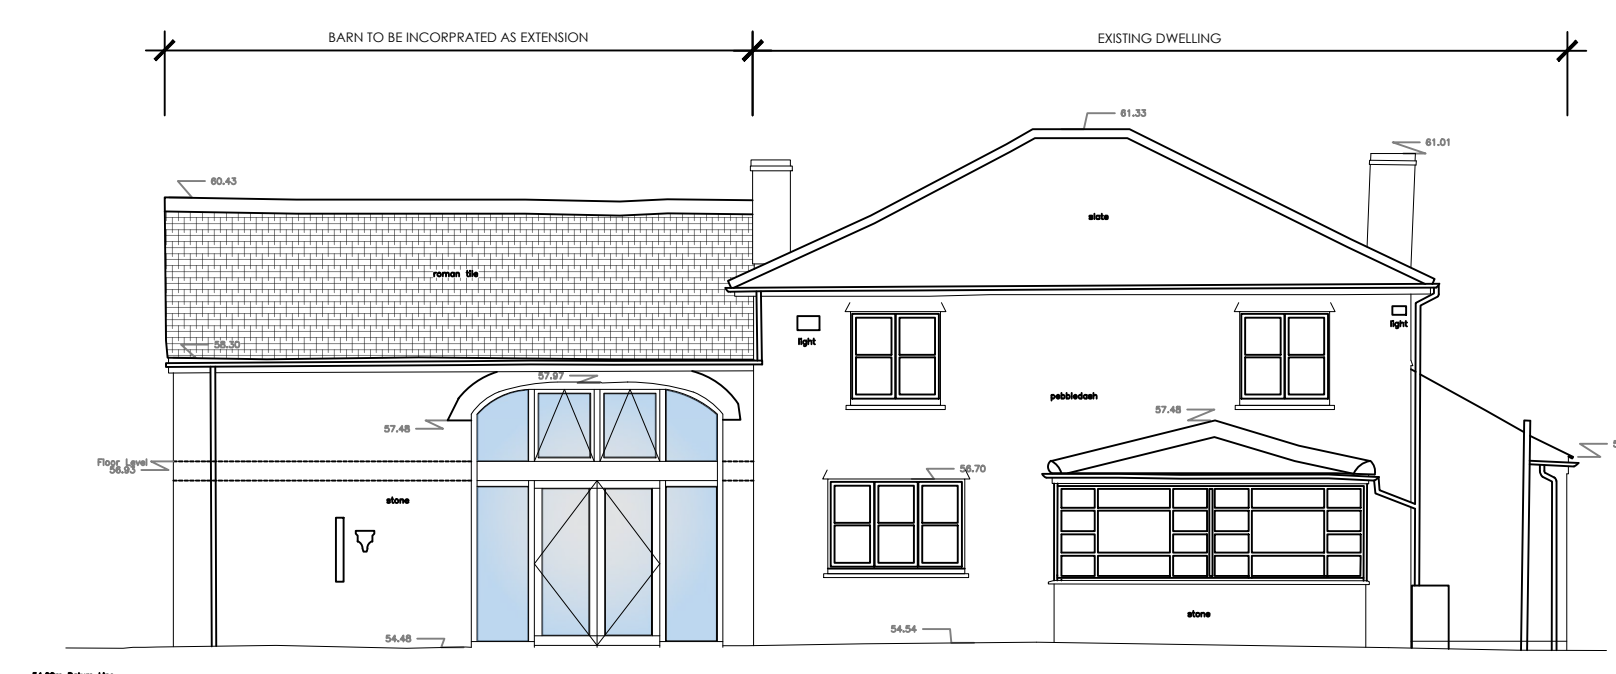 BARN TO BE INCORPRATED AS EXTENSION
EXISTING DWELLING
61.33
61.01
60.43
slate
roman tile
58.30
light
light
57.97
pebbledash
57.48
57.48
Floor Level
56.93
56.70
stone
stone
54.54
54.48